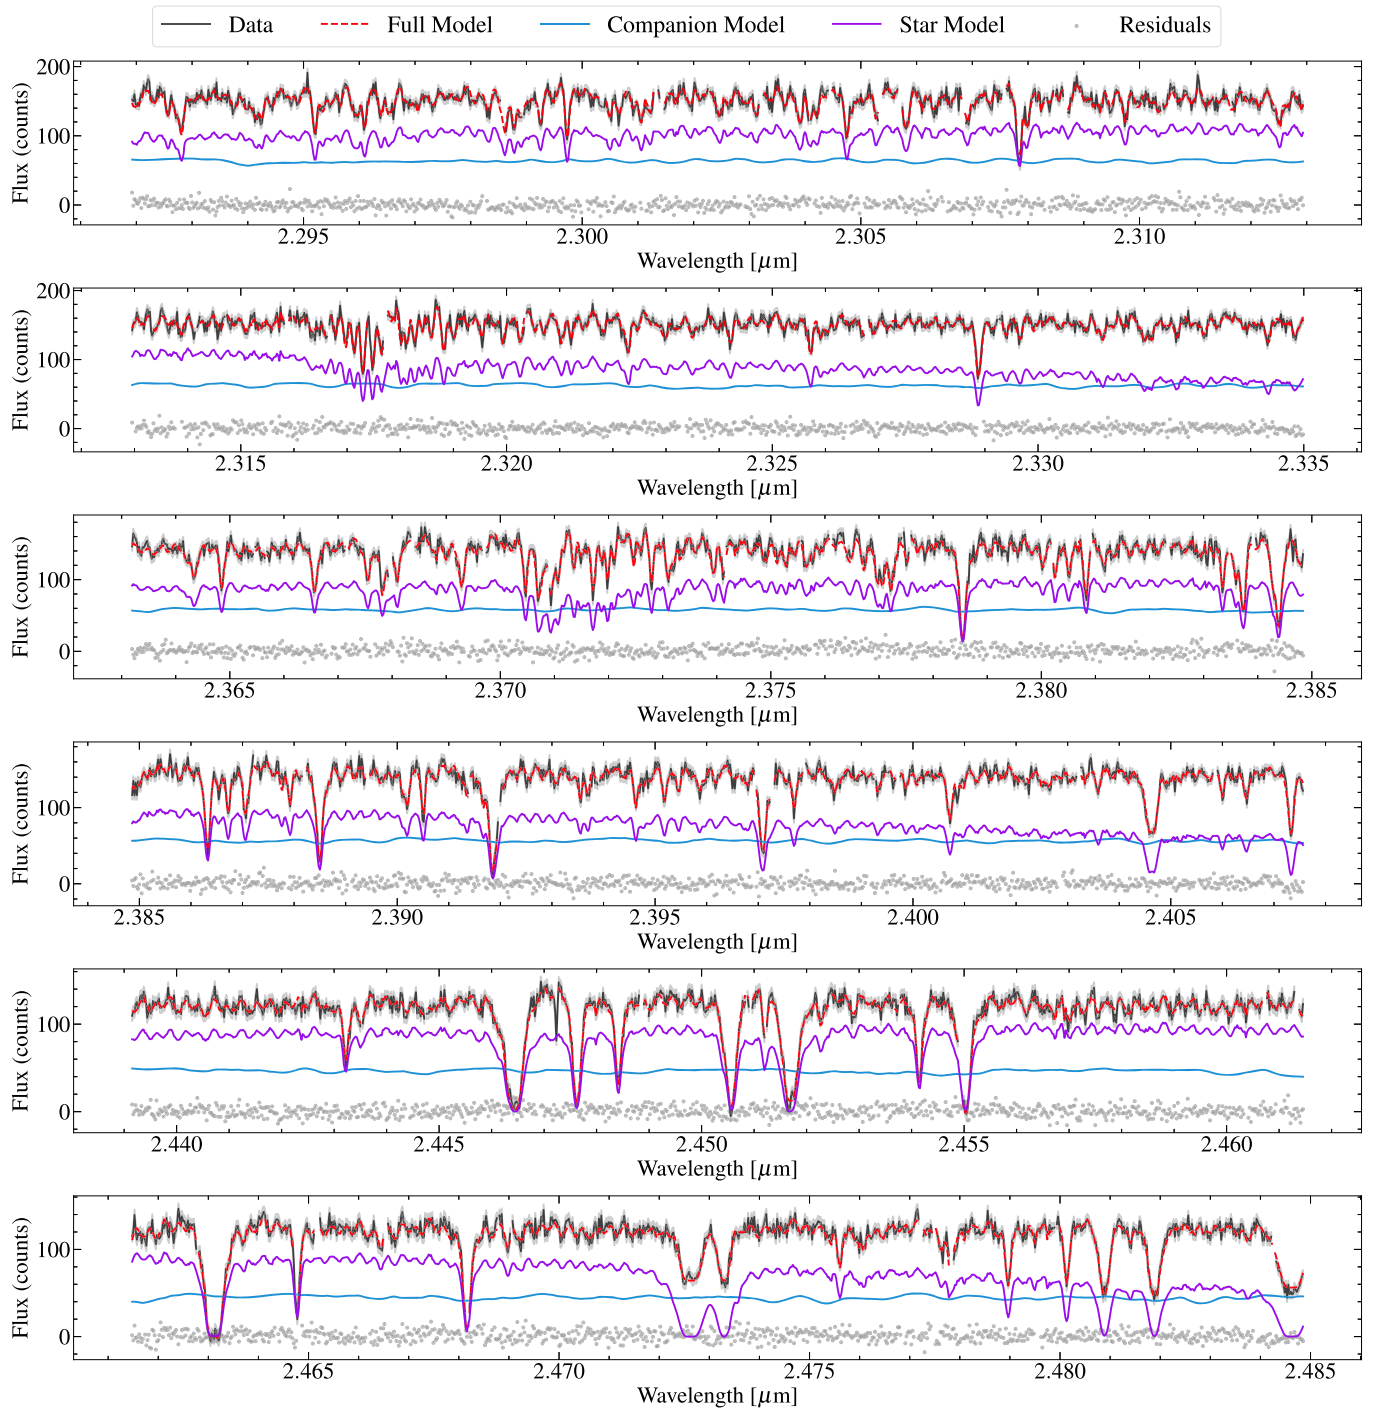 Data Full Model Companion Model Star Model Residuals
200
100
0
Flux (counts)
2.295 2.300 2.305 2.310
Wavelength [μm]
200
100
0
Flux (counts)
2.315 2.320 2.325 2.330 2.335
Wavelength [μm]
100
0
Flux (counts)
2.365 2.370 2.375 2.380 2.385
Wavelength [μm]
100
0
Flux (counts)
2.385 2.390 2.395 2.400 2.405
Wavelength [μm]
100
0
Flux (counts)
2.440 2.445 2.450 2.455 2.460
Wavelength [μm]
100
0
Flux (counts)
2.465 2.470 2.475 2.480 2.485
Wavelength [μm]